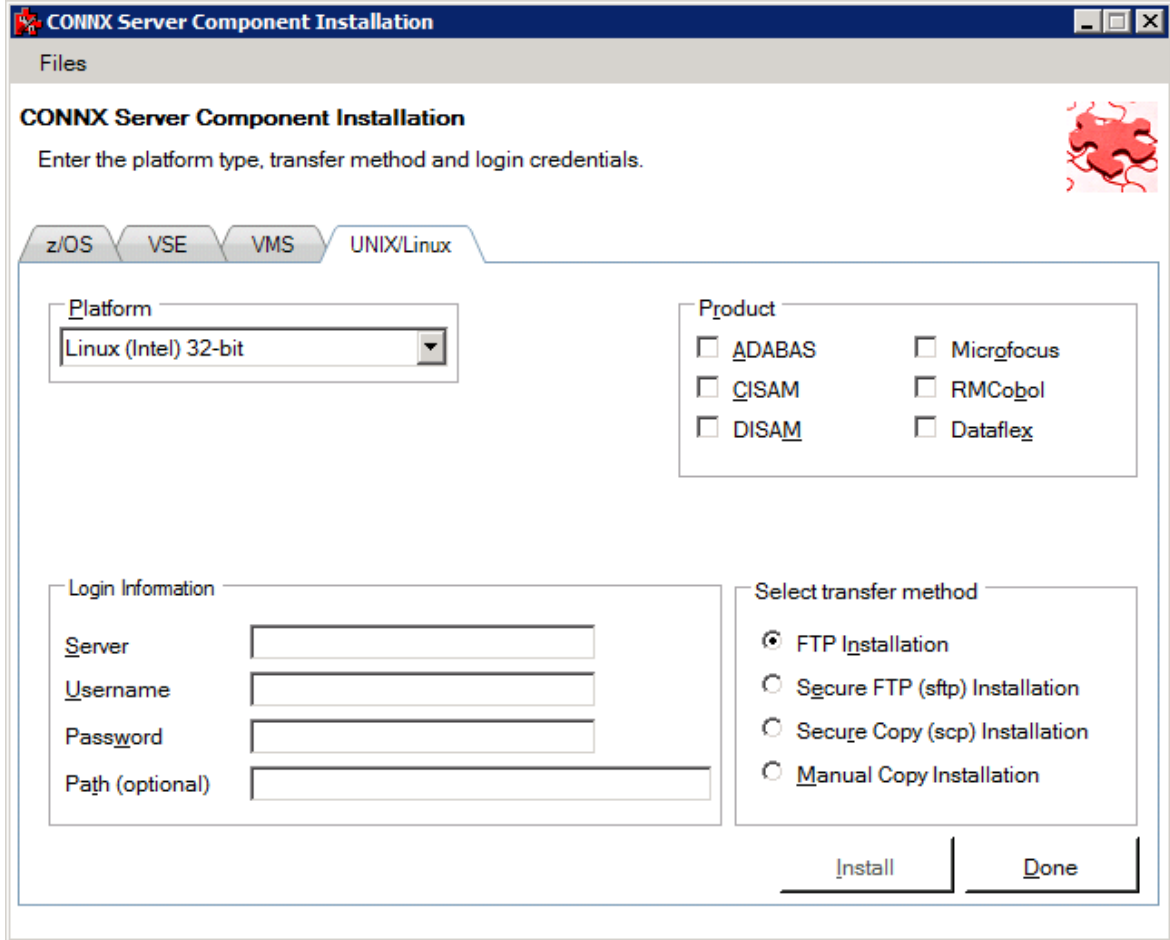 CONNX Server Component Installation
Files
CONNX Server Component Installation
Enter the platform type, transfer method and login credentials.
z/OS VSE VMS UNIX/Linux
Platform
Linux (Intel) 32-bit
Product
ADABAS Microfocus
CISAM RMCobol
DISAM Dataflex
Login Information
Server
Username
Password
Path (optional)
Select transfer method
FTP Installation
Secure FTP (sftp) Installation
Secure Copy (scp) Installation
Manual Copy Installation
Install Done